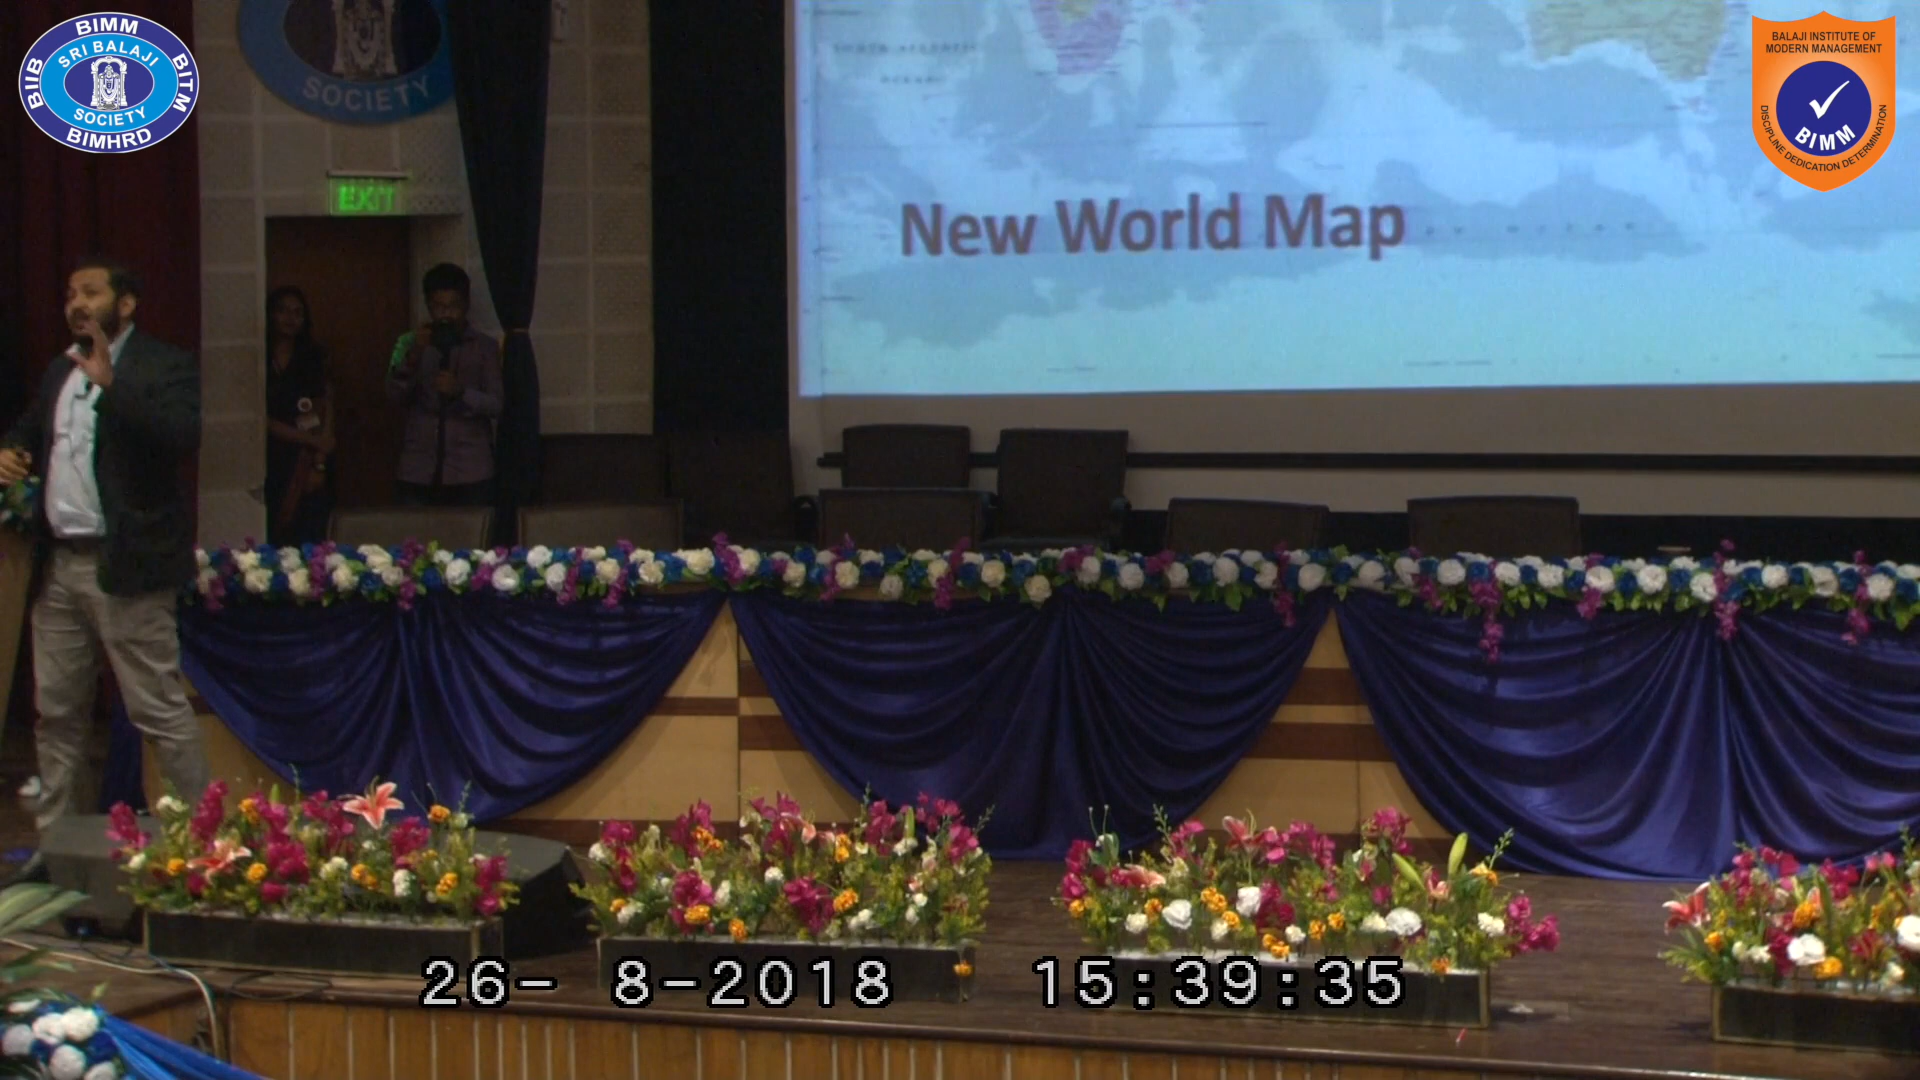 BIMM
BIIB
SRI BALAJI
SOCIETY
BITM
BIMHRD
SOCIETY
EXIT
New World Map
BALAJI INSTITUTE OF
MODERN MANAGEMENT
BIMM
DISCIPLINE DEDICATION DETERMINATION
26- 8-2018 15:39:35